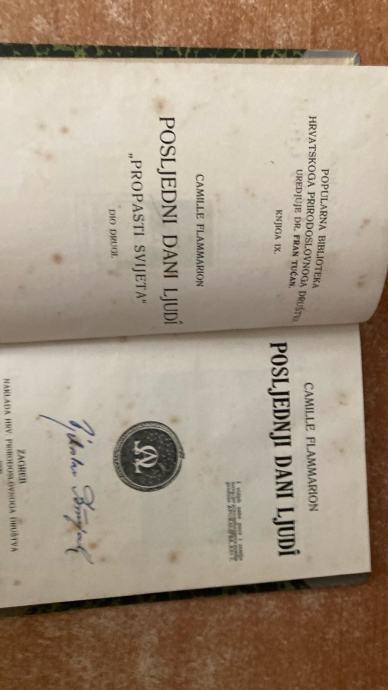 POPULARNA BIBLIOTEKA
HRVATSKOGA PRIRODOSLOVNOGA DRUŠTVA
UREDJUJE DR. FRAN TUĆAN.
KNJIGA IX.
CAMILLE FLAMMARION
POSLJEDNI DANI LJUDÍ
„PROPASTI SVIJETA“
DIO DRUGI.
CAMILLE FLAMMARION
POSLJEDNJI DANI LJUDÍ
ZAGREB
NAKLADA HRV. PRIRODOSLOVNOGA DRUŠTVA